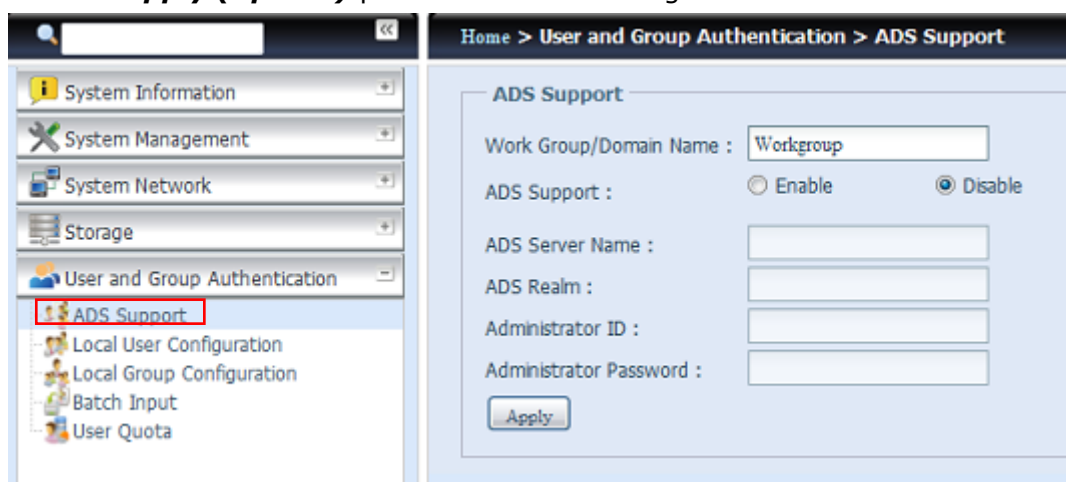 Home > User and Group Authentication > ADS Support
System Information
System Management
System Network
Storage
User and Group Authentication
ADS Support
Local User Configuration
Local Group Configuration
Batch Input
User Quota
ADS Support
Work Group/Domain Name : Workgroup
ADS Support : Enable Disable
ADS Server Name :
ADS Realm :
Administrator ID :
Administrator Password :
Apply